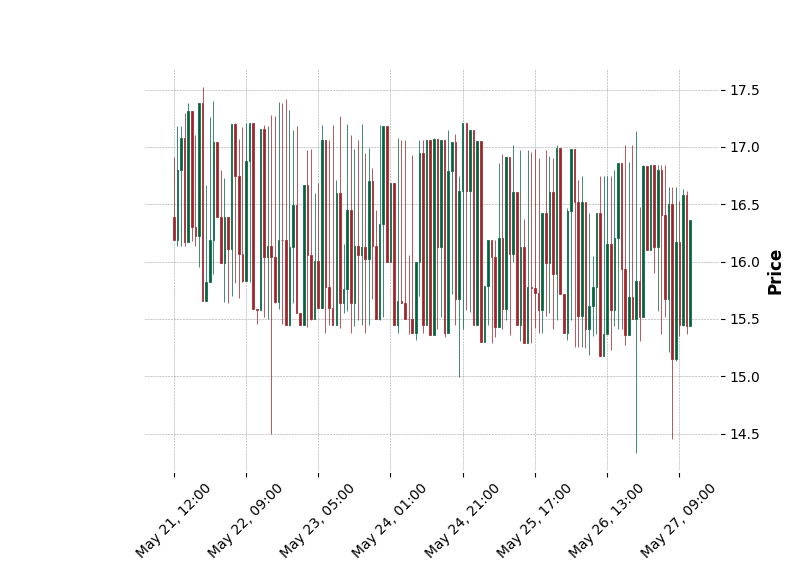 17.5
17.0
16.5
16.0
15.5
15.0
14.5
Price
May 21, 12:00
May 22, 09:00
May 23, 05:00
May 24, 01:00
May 24, 21:00
May 25, 17:00
May 26, 13:00
May 27, 09:00